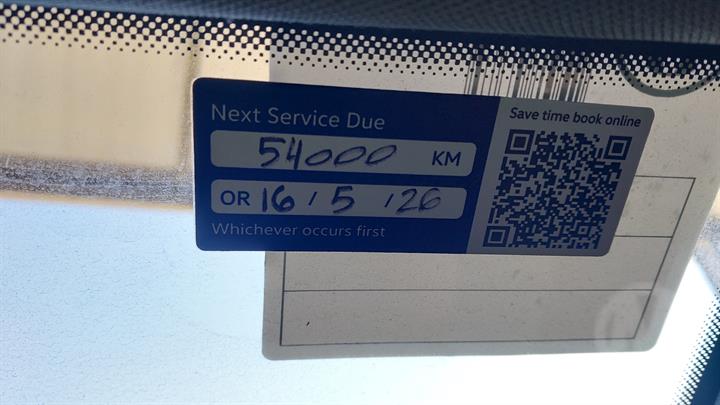 Next Service Due
54000 KM
OR 16 / 5 / 26
Whichever occurs first
Save time book online